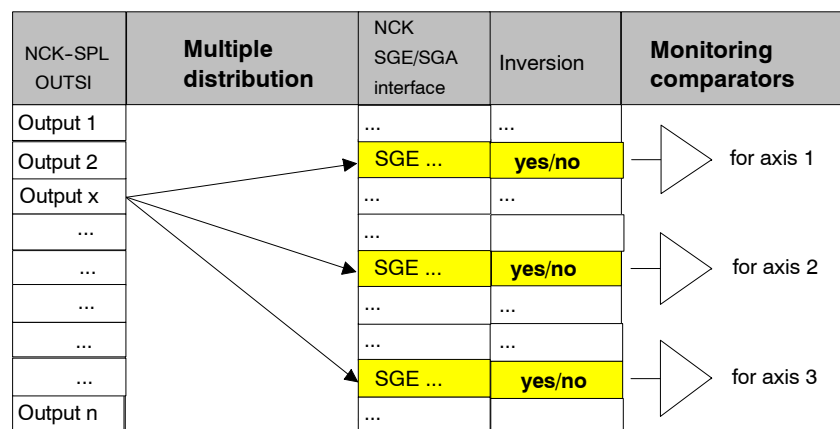 NCK-SPL
OUTSI
Multiple
distribution
NCK
SGE/SGA
interface
Inversion
Monitoring
comparators
Output 1
...
...
Output 2
SGE ...
yes/no
for axis 1
Output x
...
...
...
...
...
SGE ...
yes/no
for axis 2
...
...
...
...
...
...
...
SGE ...
yes/no
for axis 3
Output n
...